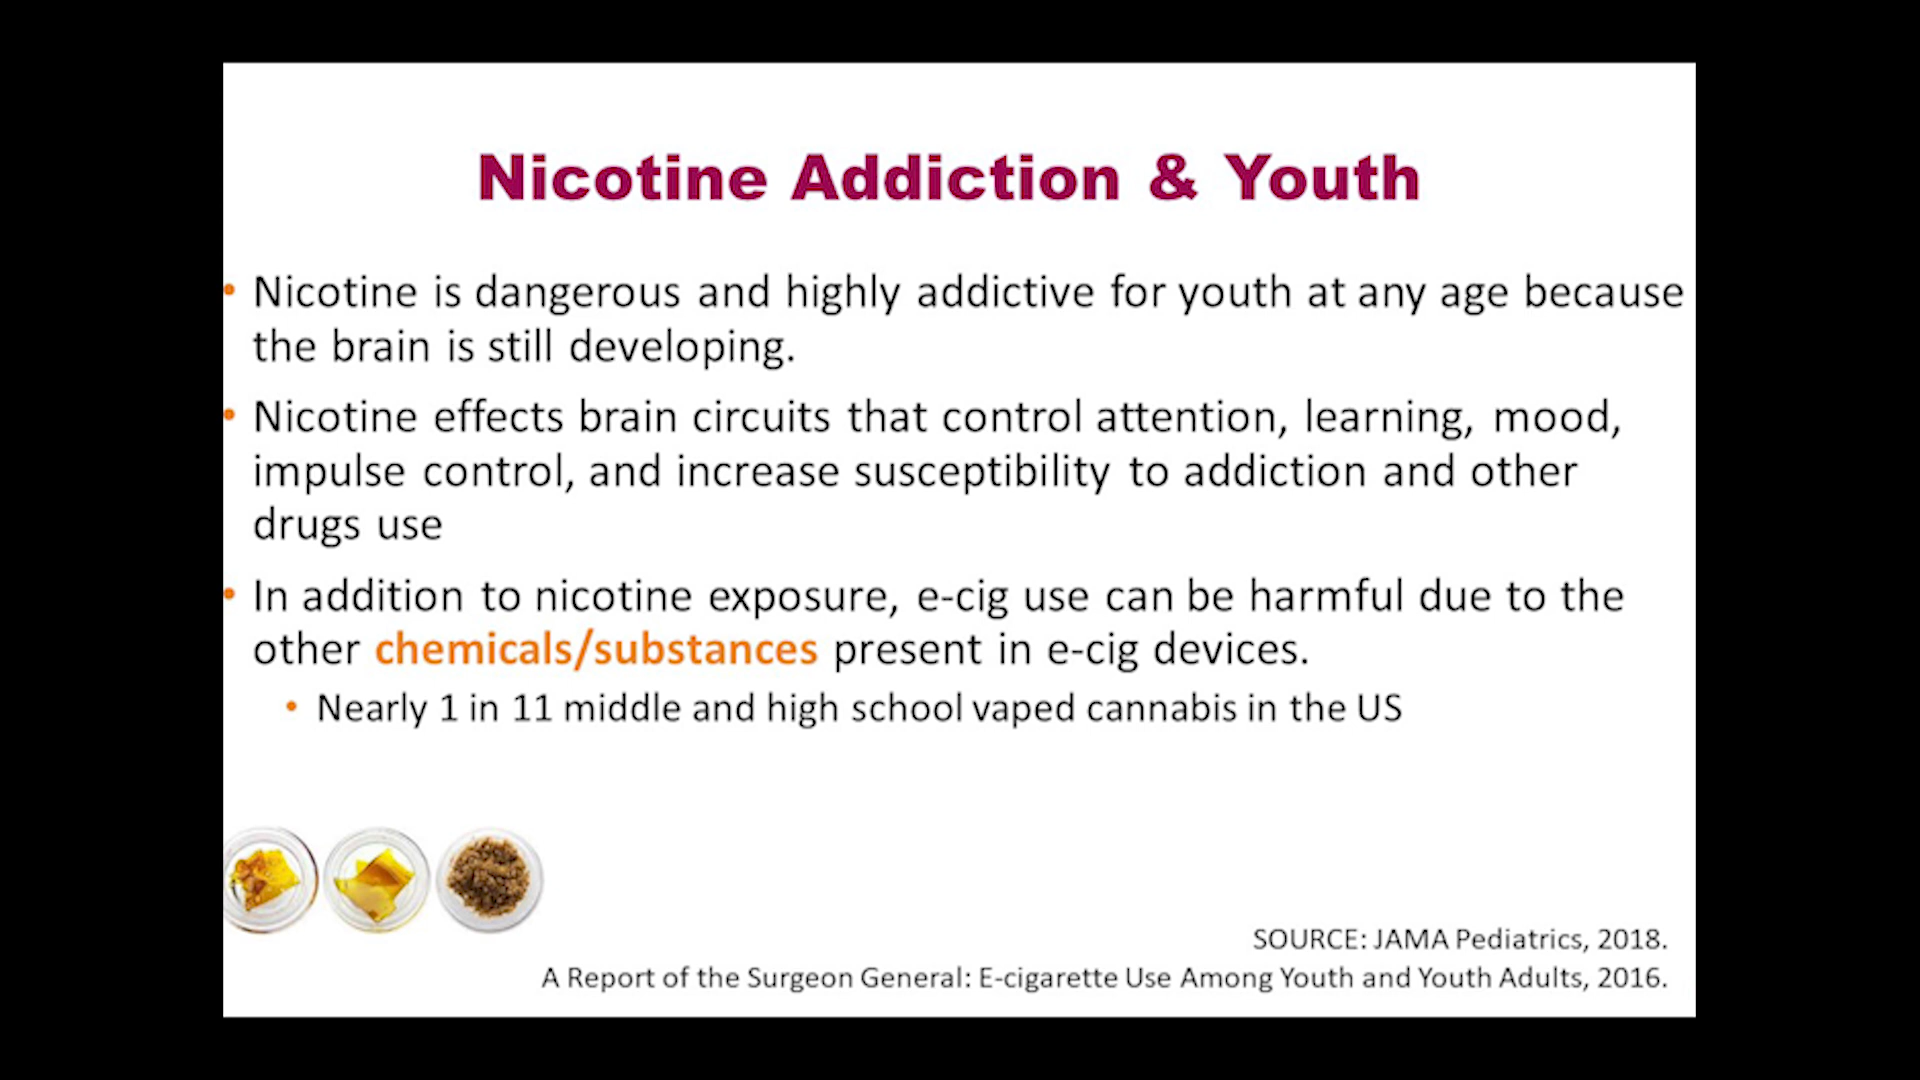 Nicotine Addiction & Youth
• Nicotine is dangerous and highly addictive for youth at any age because
the brain is still developing.
• Nicotine effects brain circuits that control attention, learning, mood,
impulse control, and increase susceptibility to addiction and other
drugs use
• In addition to nicotine exposure, e-cig use can be harmful due to the
other chemicals/substances present in e-cig devices.
• Nearly 1 in 11 middle and high school vaped cannabis in the US
SOURCE: JAMA Pediatrics, 2018.
A Report of the Surgeon General: E-cigarette Use Among Youth and Youth Adults, 2016.